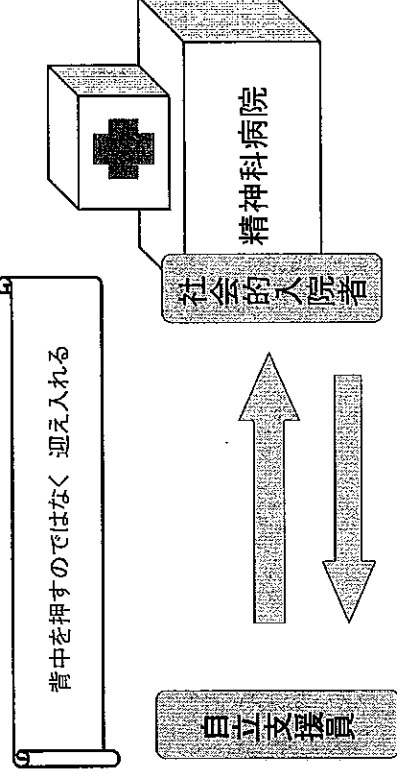 背中を押すのではなく 迎え入れる
精神科病院
社会的入院者
自立支援員